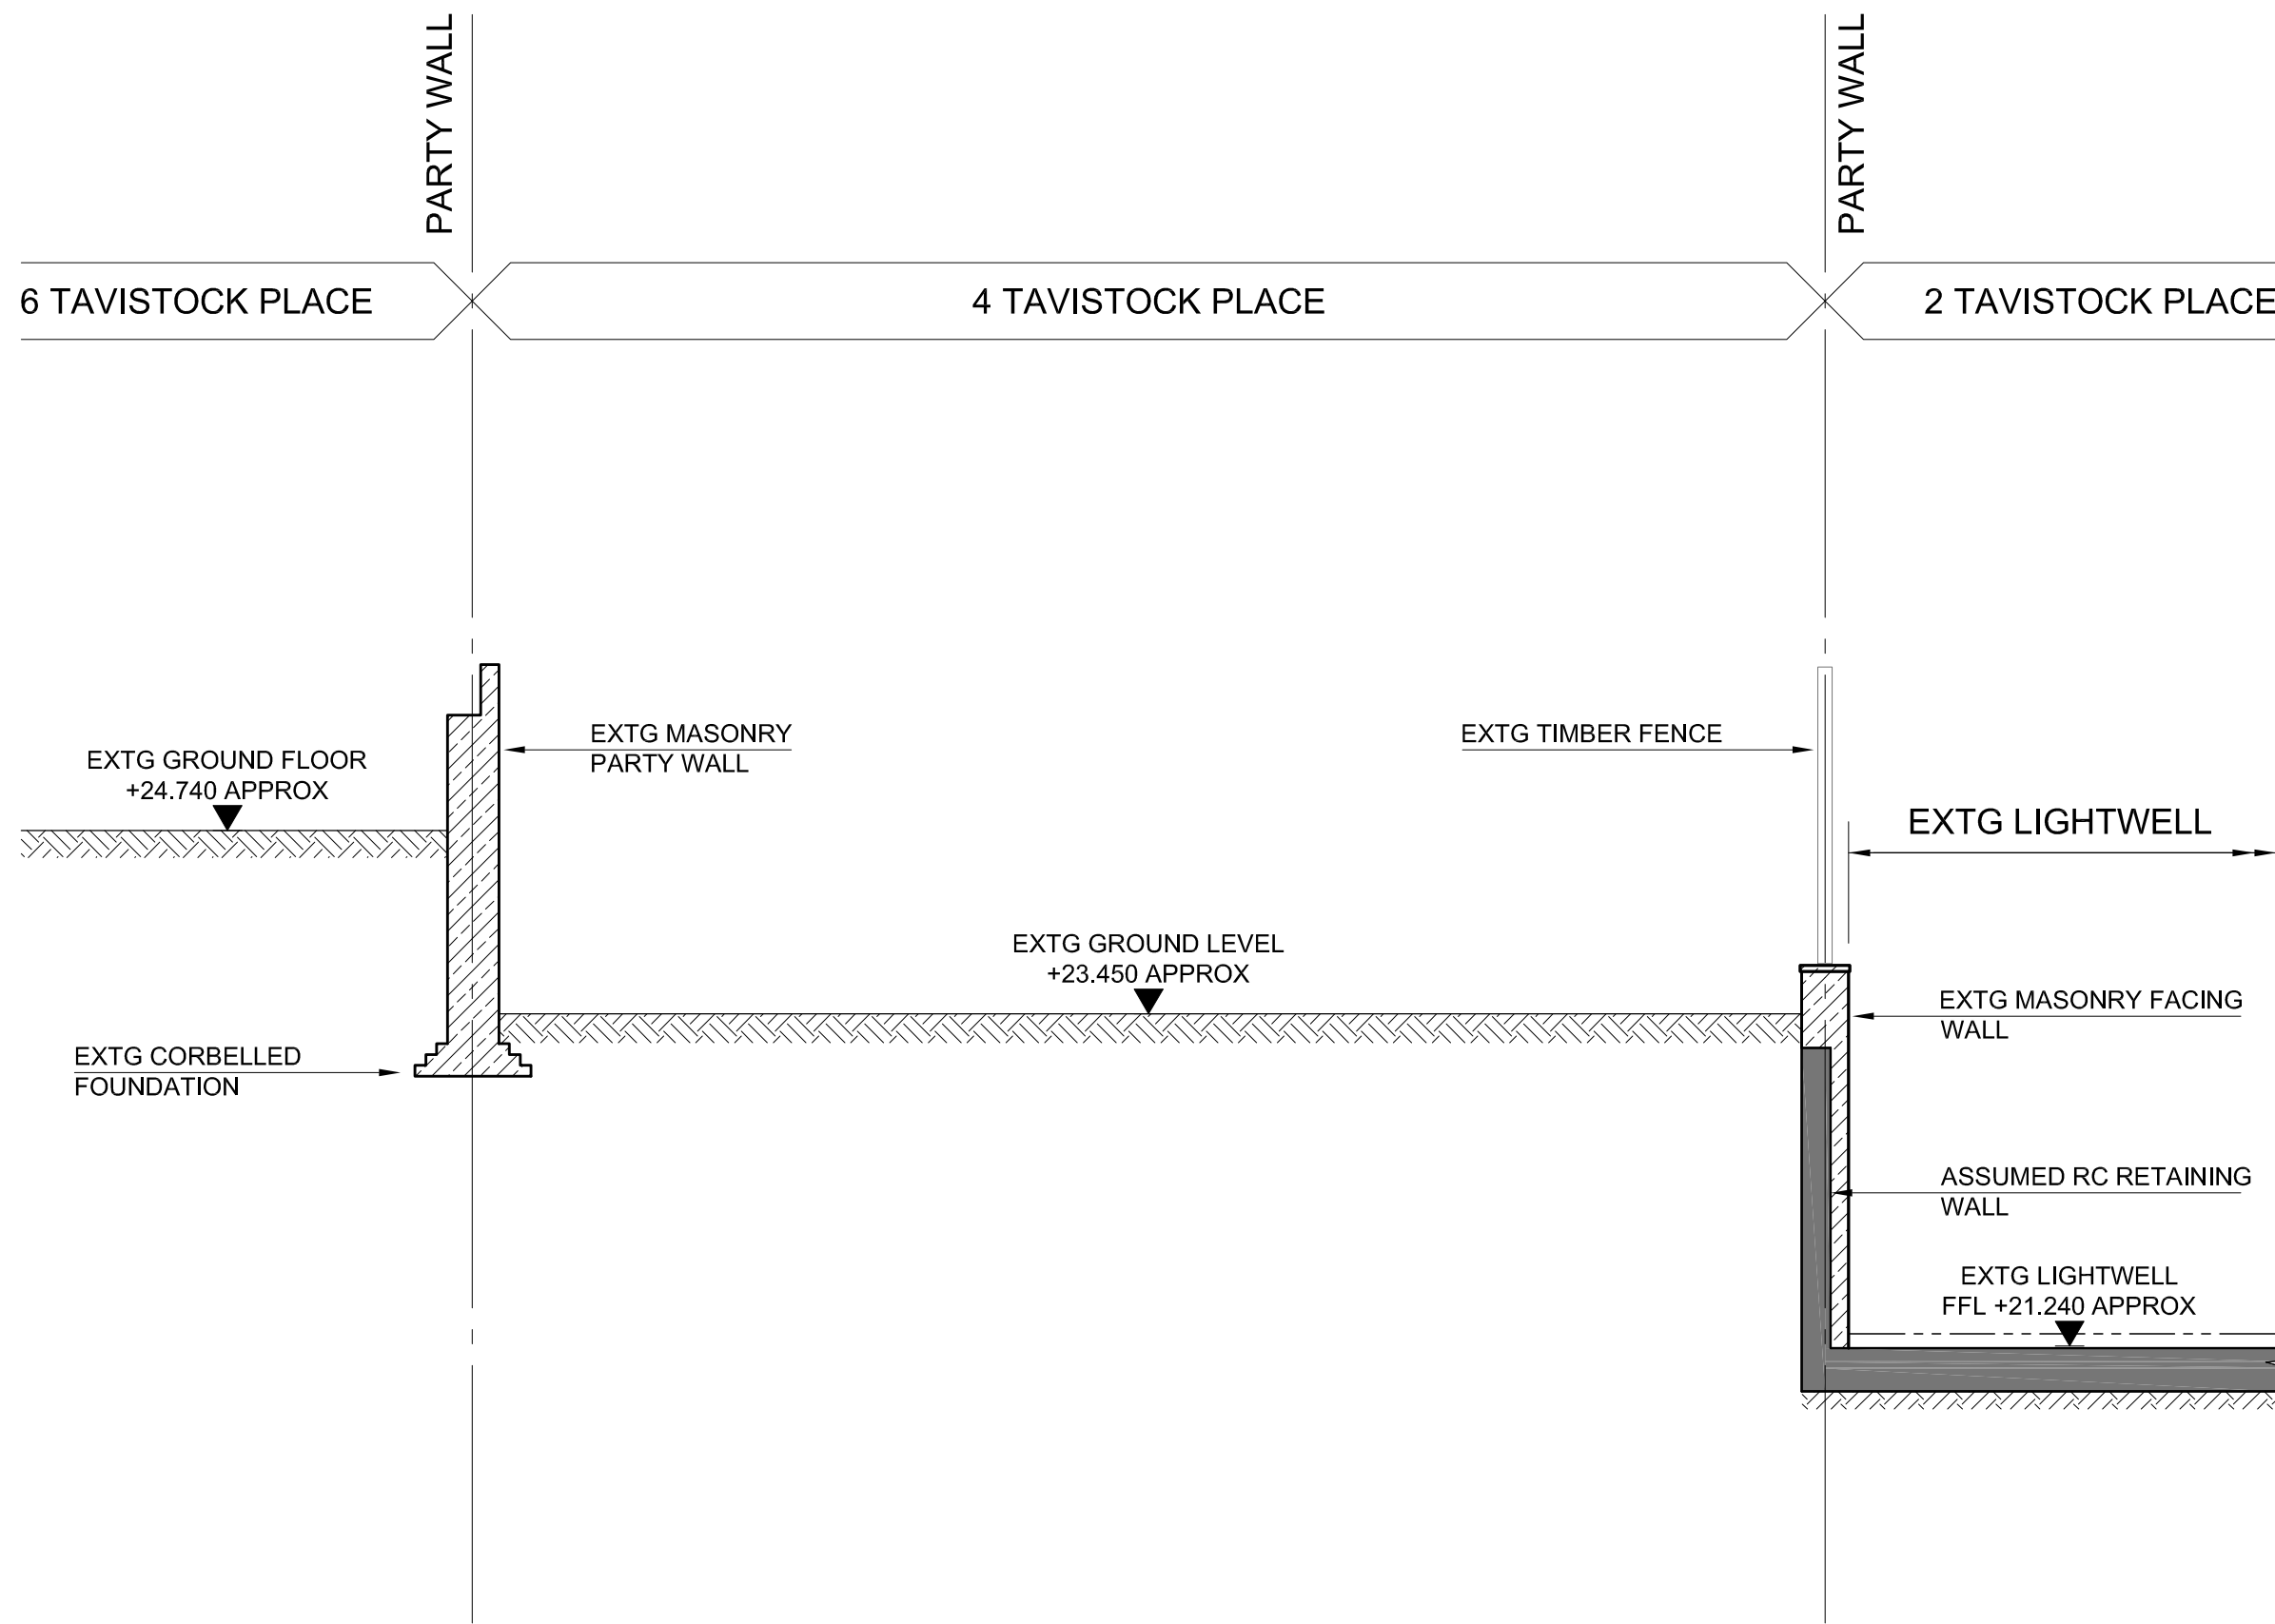 PARTY WALL
PARTY WALL
6 TAVISTOCK PLACE
4 TAVISTOCK PLACE
2 TAVISTOCK PLACE
EXTG MASONRY
PARTY WALL
EXTG TIMBER FENCE
EXTG GROUND FLOOR
+24.740 APPROX
EXTG LIGHTWELL
EXTG GROUND LEVEL
+23.450 APPROX
EXTG MASONRY FACING
WALL
EXTG CORBELLED
FOUNDATION
ASSUMED RC RETAINING
WALL
EXTG LIGHTWELL
FFL +21.240 APPROX